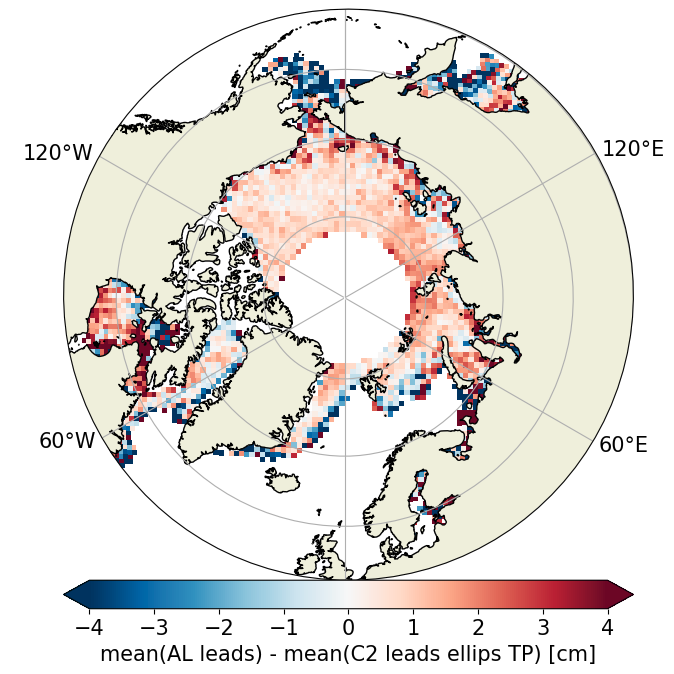 120°W
120°E
60°W
60°E
−4 −3 −2 −1 0 1 2 3 4
mean(AL leads) - mean(C2 leads ellips TP) [cm]